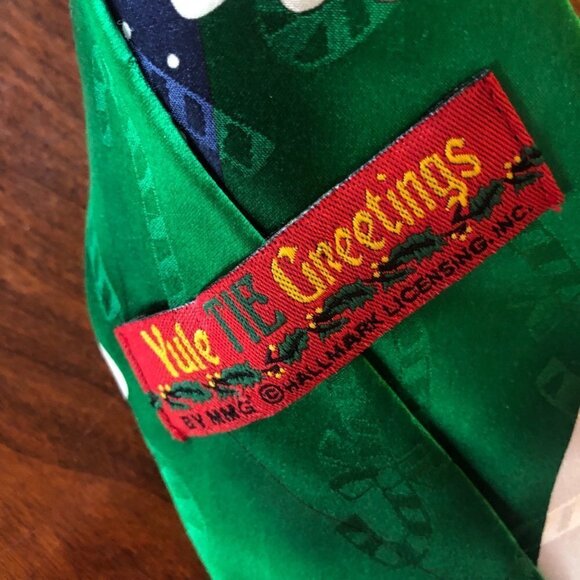 Yule TIE Greetings
BY MMG ©HALLMARK LICENSING, INC.